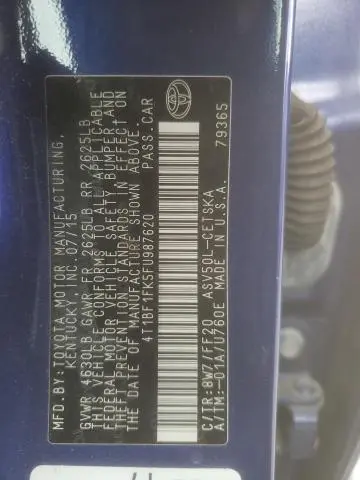 MFD.BY:TOYOTA MOTOR MANUFACTURING,
KENTUCKY, INC. 07/15
GVWR 4630LB GAWR FR 2625LB RR 2625LB
THIS VEHICLE CONFORMS TO ALL APPLICABLE
FEDERAL MOTOR VEHICLE SAFETY, BUMPER, AND
THEFT PREVENTION STANDARDS IN EFFECT ON
THE DATE OF MANUFACTURE SHOWN ABOVE.
4T1BF1FK5FU987620 PASS.CAR
C/TR:8W7/FF20 ASV50L-CETSKA
A/TM:-01A/U760E MADE IN U.S.A.
79365